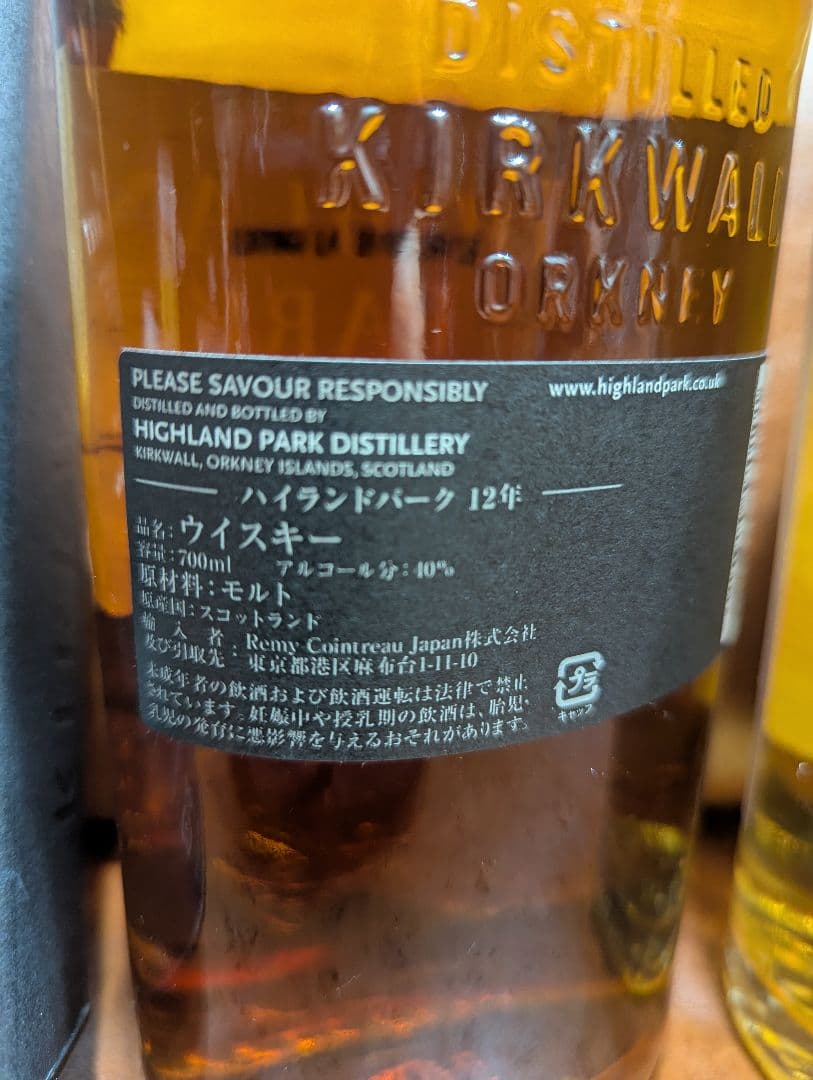 DISTILLED
KIRKWALL
ORKNEY
PLEASE SAVOUR RESPONSIBLY
www.highlandpark.co.uk
DISTILLED AND BOTTLED BY
HIGHLAND PARK DISTILLERY
KIRKWALL, ORKNEY ISLANDS, SCOTLAND
ハイランドパーク 12年
品名：ウイスキー
容量：700ml アルコール分：40%
原材料：モルト
原産国：スコットランド
輸入者及び引取先：Remy Cointreau Japan株式会社
東京都港区麻布台1-11-10
未成年者の飲酒および飲酒運転は法律で禁止
されています。妊娠中や授乳期の飲酒は、胎児・
乳児の発育に悪影響を与えるおそれがあります。
プラ
キャップ